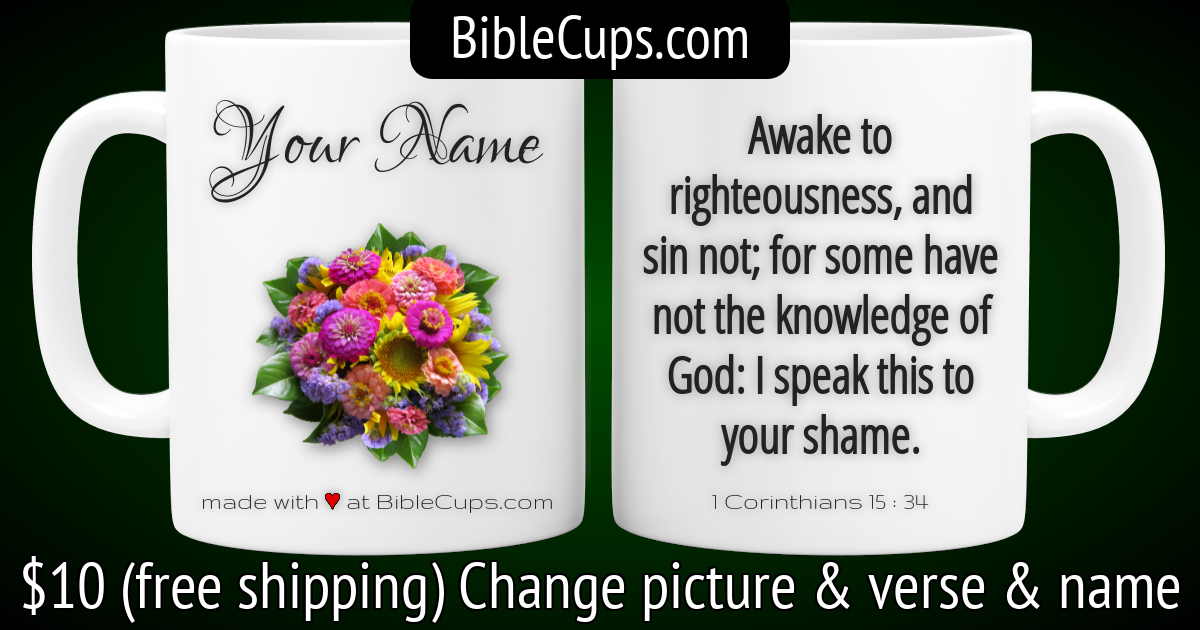 BibleCups.com
Your Name
made with ♥ at BibleCups.com
Awake to
righteousness, and
sin not; for some have
not the knowledge of
God: I speak this to
your shame.
1 Corinthians 15 : 34
$10 (free shipping) Change picture & verse & name